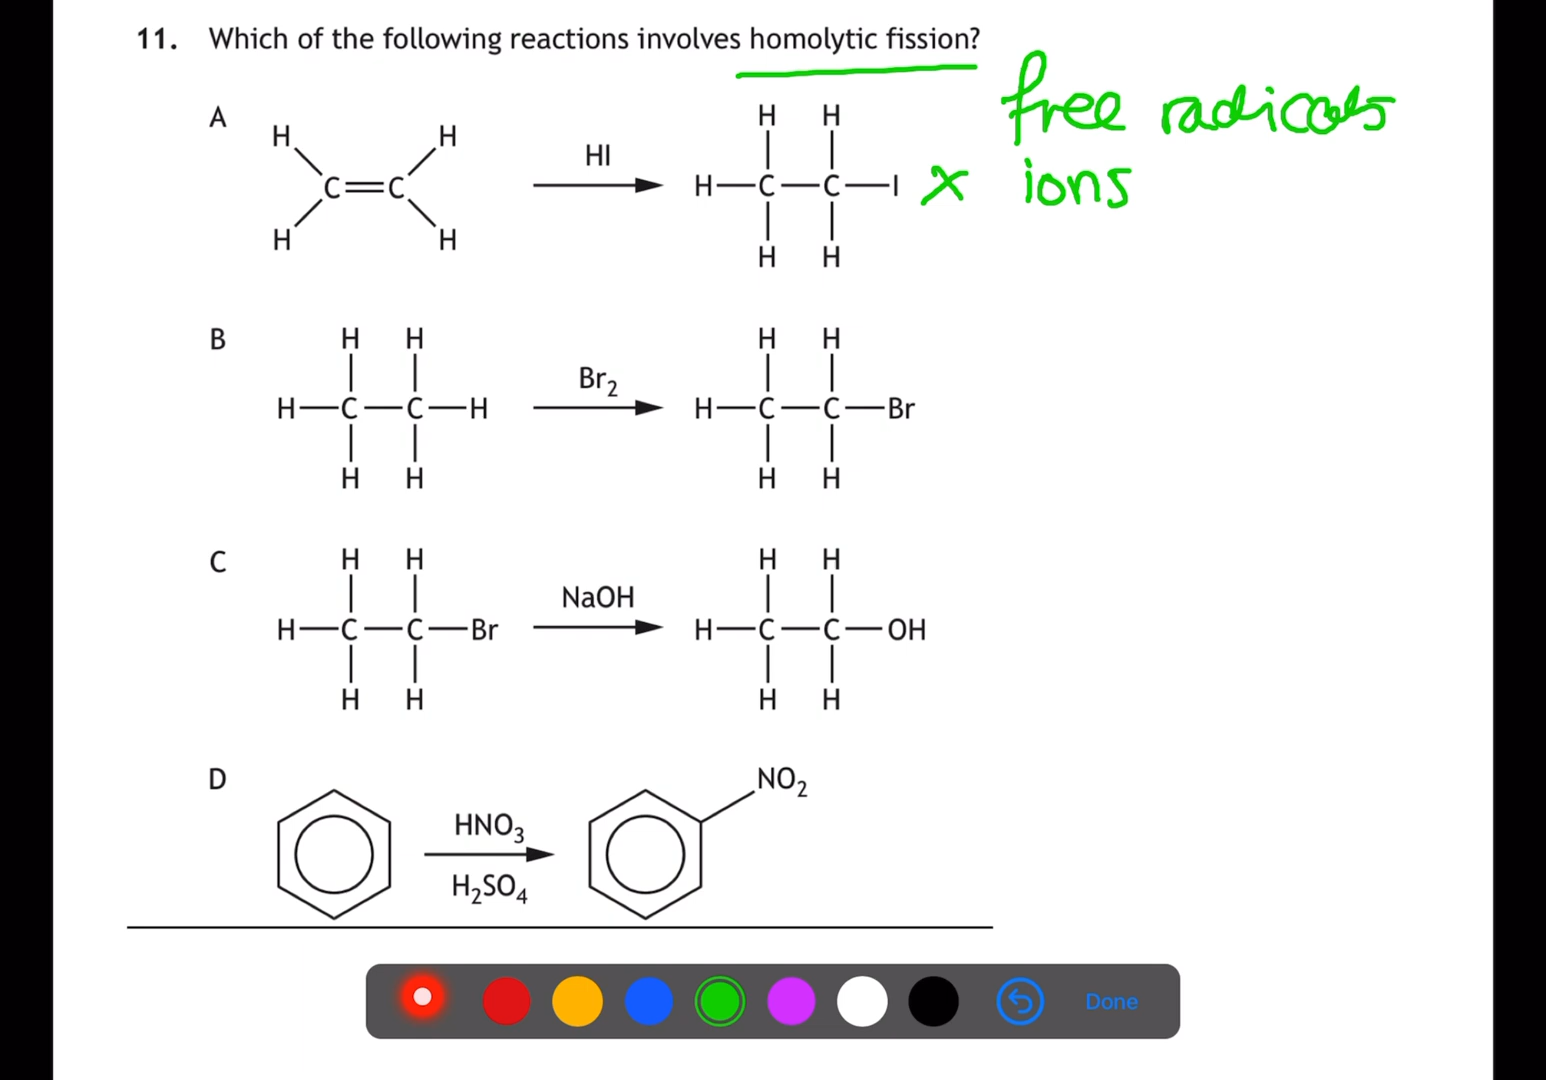 11. Which of the following reactions involves homolytic fission?
free radicals
A
H H
H H
C=C
H H
HI
H H
H—C—C—I x ions
H H
B
H H
H—C—C—H
H H
Br₂
H H
H—C—C—Br
H H
C
H H
H—C—C—Br
H H
NaOH
H H
H—C—C—OH
H H
D
HNO₃
H₂SO₄
NO₂
Done